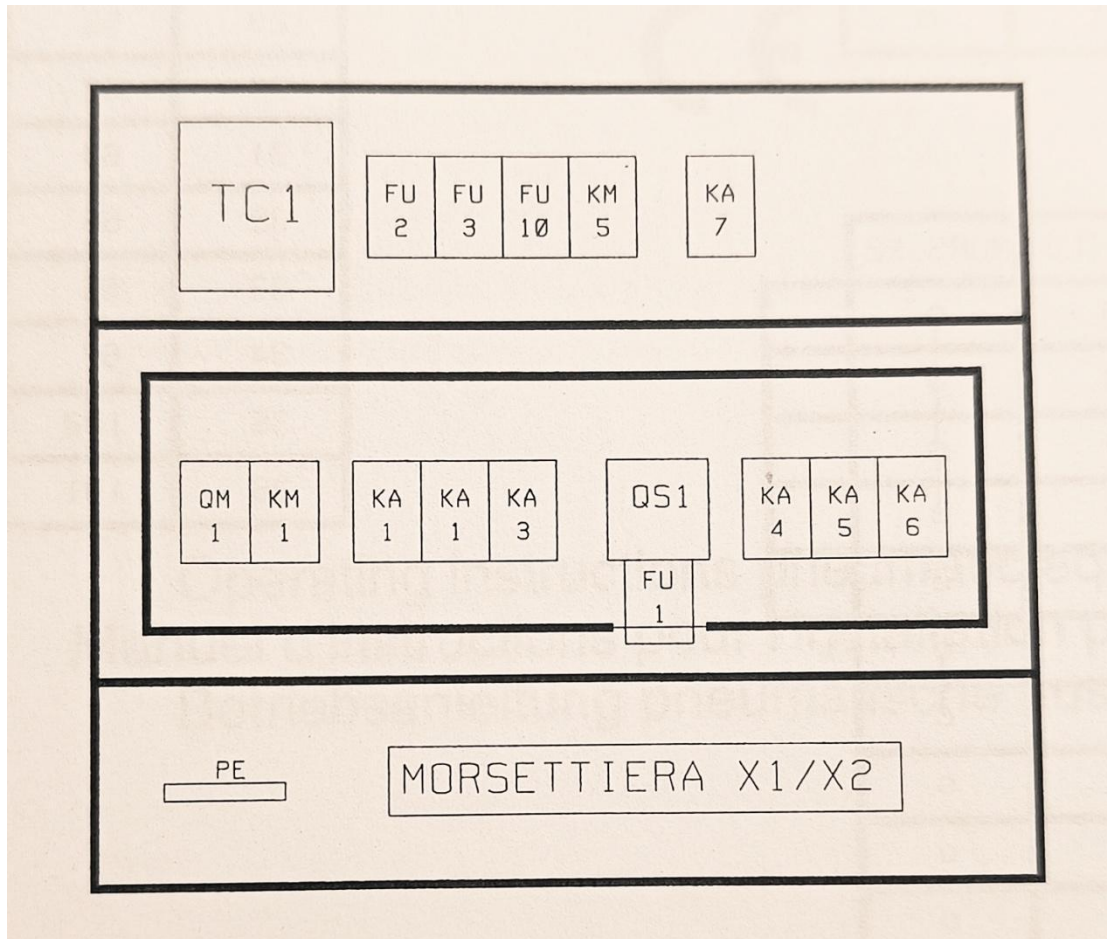 TC1
FU 2
FU 3
FU 10
KM 5
KA 7
QM 1
KM 1
KA 1
KA 1
KA 3
QS1
KA 4
KA 5
KA 6
FU 1
PE
MORSETTIERA X1/X2